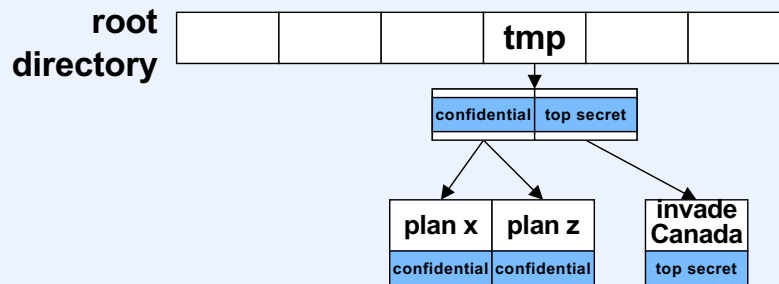 root
directory
tmp
confidential top secret
plan x plan z invade
Canada
confidential confidential top secret